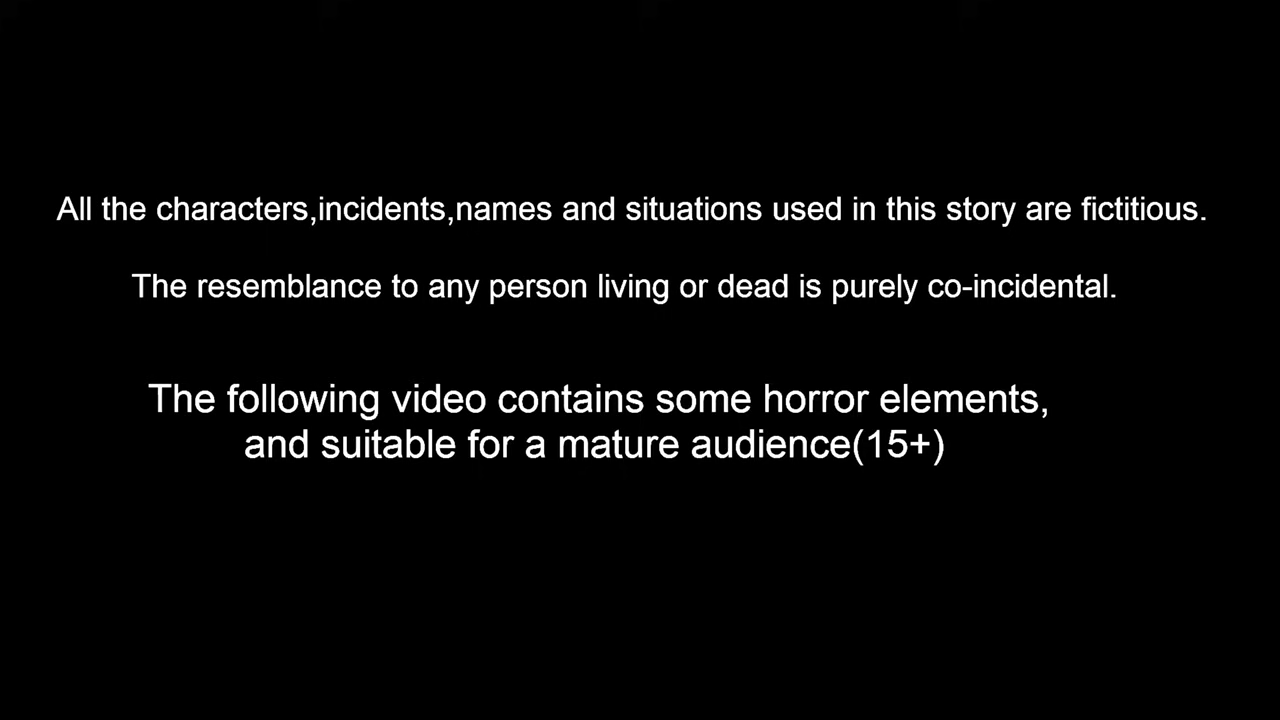 All the characters,incidents,names and situations used in this story are fictitious.
The resemblance to any person living or dead is purely co-incidental.
The following video contains some horror elements,
and suitable for a mature audience(15+)